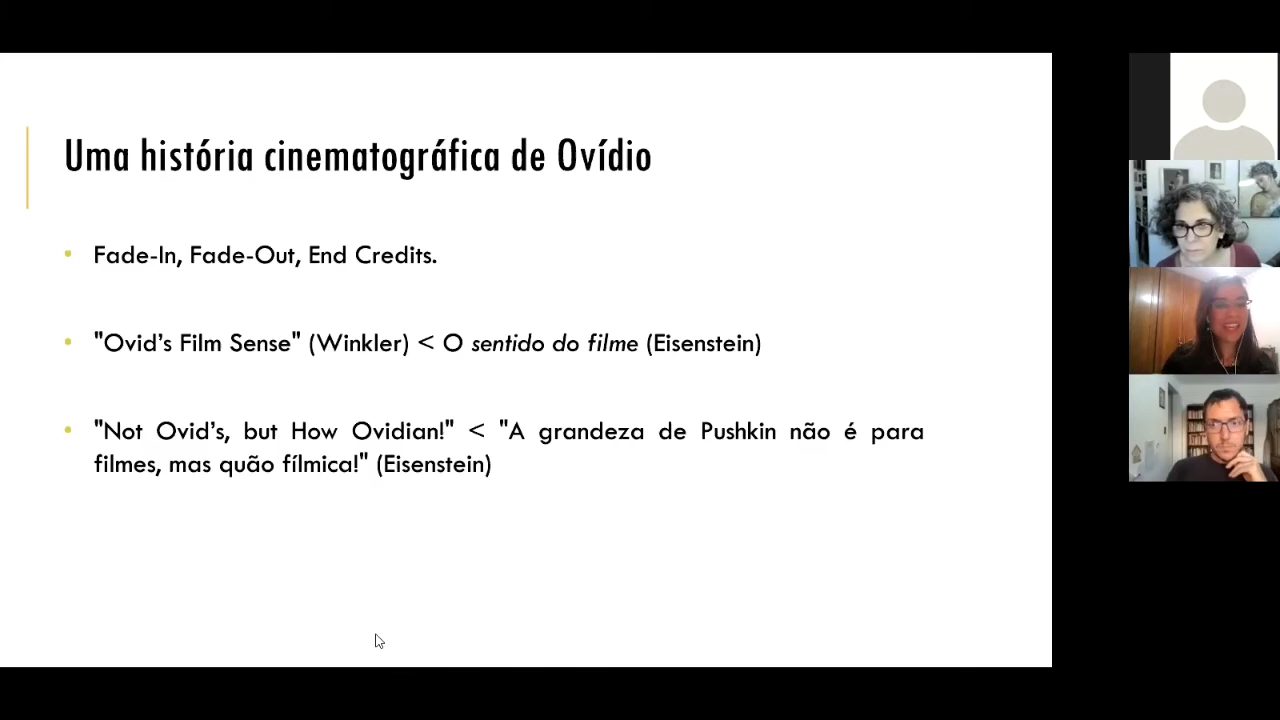 Uma história cinematográfica de Ovídio
• Fade-In, Fade-Out, End Credits.
• "Ovid’s Film Sense" (Winkler) < O sentido do filme (Eisenstein)
• "Not Ovid’s, but How Ovidian!" < "A grandeza de Pushkin não é para
filmes, mas quão fílmica!" (Eisenstein)